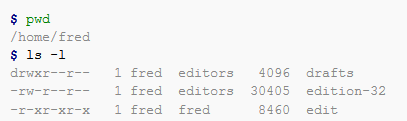 $ pwd
/home/fred
$ ls -l
drwxr--r-- 1 fred editors 4096 drafts
-rw-r--r-- 1 fred editors 30405 edition-32
-r-xr-xr-x 1 fred fred 8460 edit